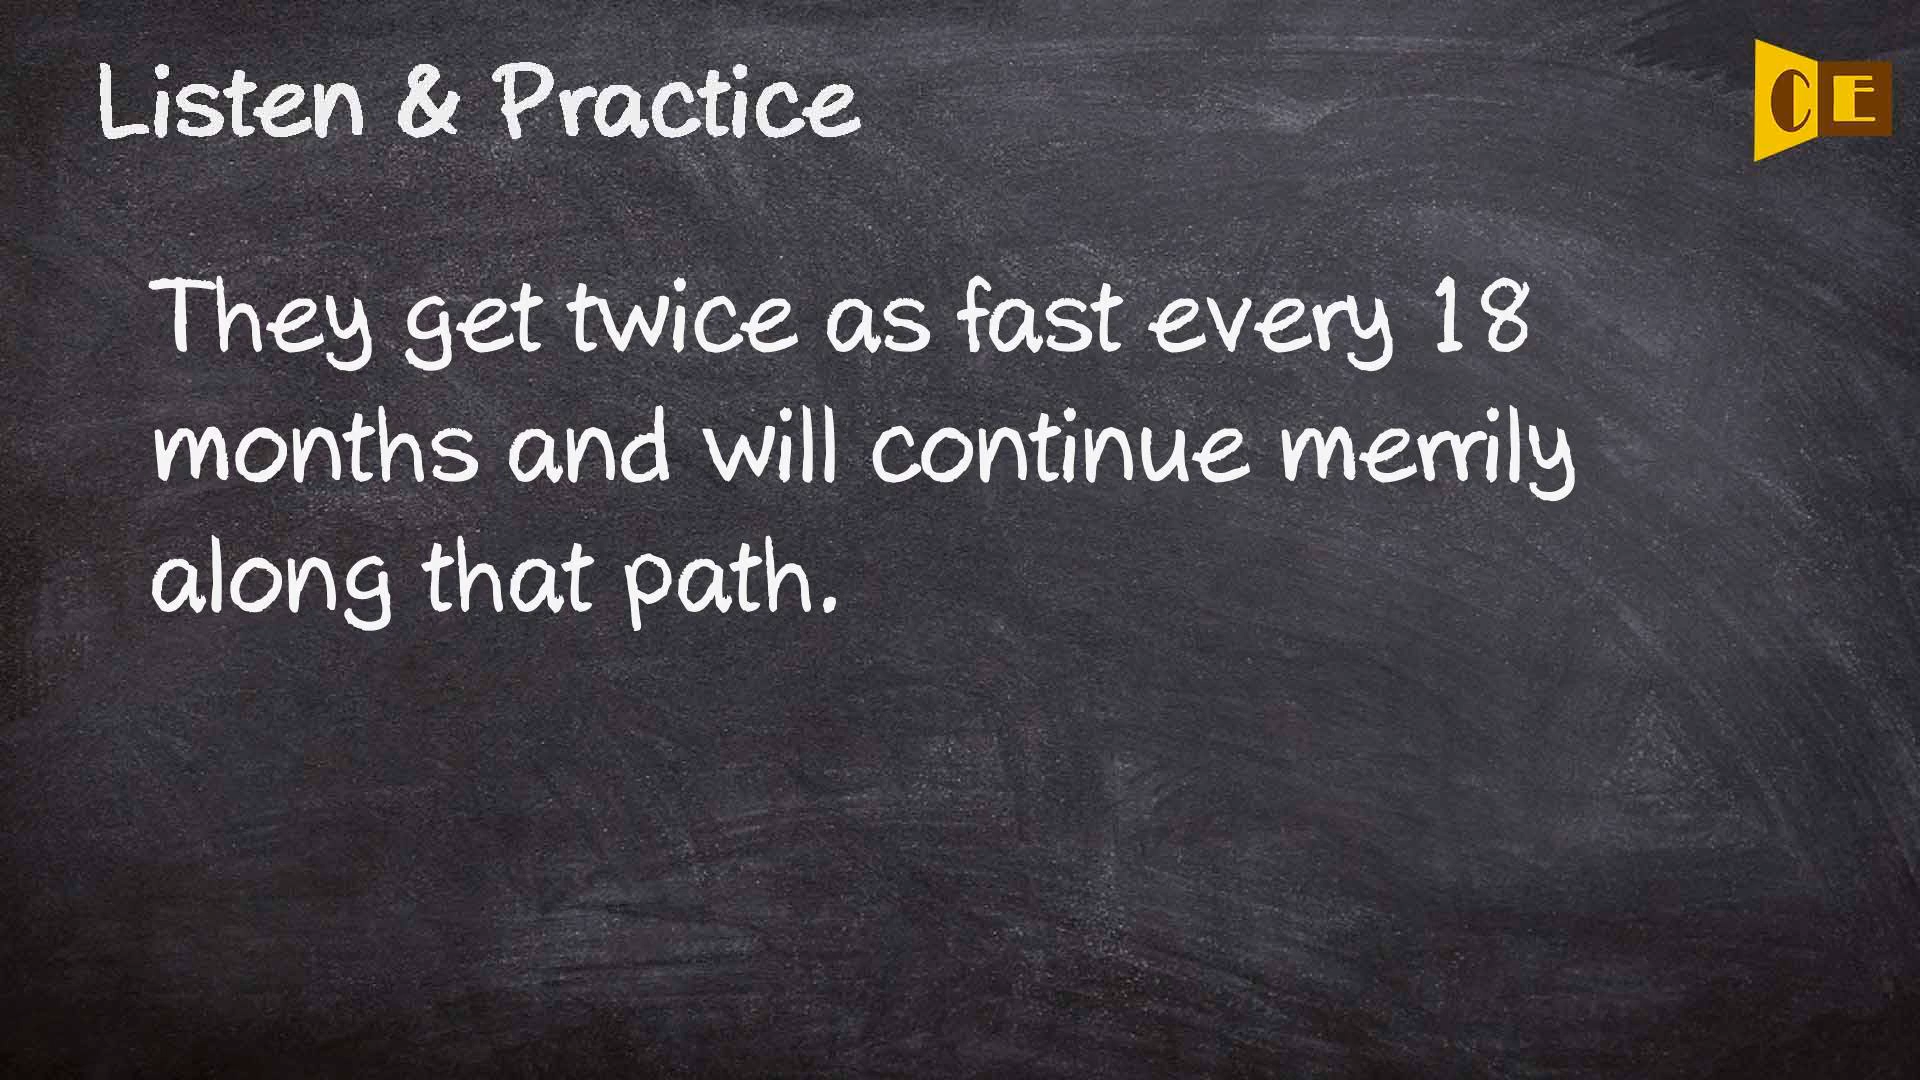 Listen & Practice
CE
They get twice as fast every 18
months and will continue merrily
along that path.